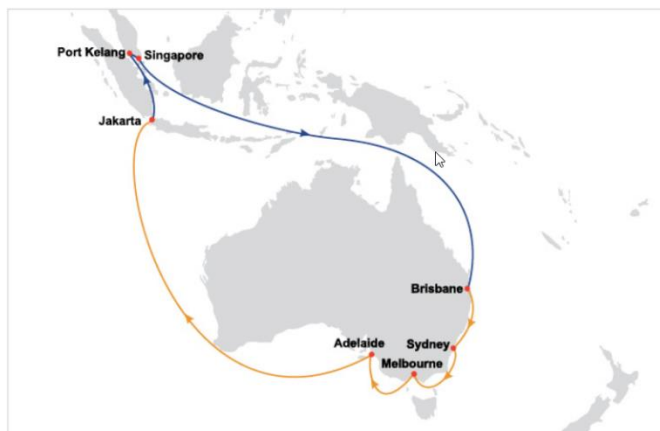 Port Kelang
Singapore
Jakarta
Brisbane
Sydney
Adelaide
Melbourne